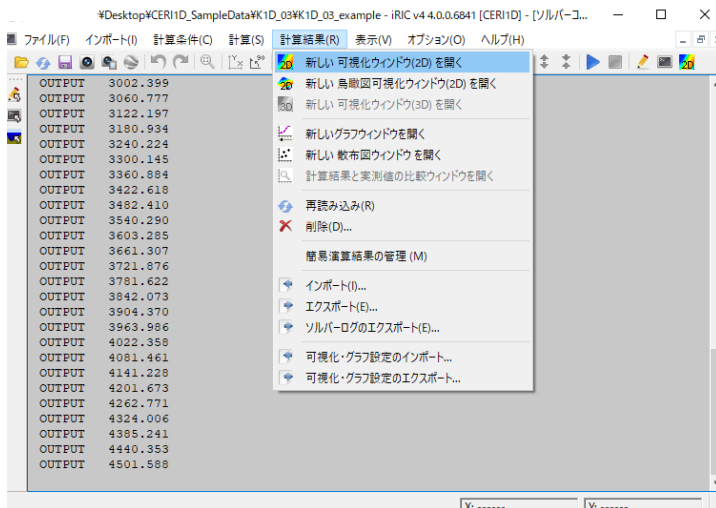 ¥Desktop¥CERI1D_SampleData¥K1D_03¥K1D_03_example - iRIC v4 4.0.0.6841 [CERI1D] - [ソルバーコ...
ファイル(F) インポート(I) 計算条件(C) 計算(S) 計算結果(R) 表示(V) オプション(O) ヘルプ(H)
OUTPUT 3002.399
OUTPUT 3060.777
OUTPUT 3122.197
OUTPUT 3180.934
OUTPUT 3240.224
OUTPUT 3300.145
OUTPUT 3360.884
OUTPUT 3422.618
OUTPUT 3482.410
OUTPUT 3540.290
OUTPUT 3603.285
OUTPUT 3661.307
OUTPUT 3721.876
OUTPUT 3781.622
OUTPUT 3842.073
OUTPUT 3904.370
OUTPUT 3963.986
OUTPUT 4022.358
OUTPUT 4081.461
OUTPUT 4141.228
OUTPUT 4201.673
OUTPUT 4262.771
OUTPUT 4324.006
OUTPUT 4385.241
OUTPUT 4440.353
OUTPUT 4501.588
2D 新しい 可視化ウィンドウ(2D) を開く
2D 新しい 鳥瞰図可視化ウィンドウ(2D) を開く
3D 新しい 可視化ウィンドウ(3D) を開く
新しいグラフウィンドウを開く
新しい 散布図ウィンドウ を開く
計算結果と実測値の比較ウィンドウを開く
再読み込み(R)
削除(D)...
簡易演算結果の管理 (M)
インポート(I)...
エクスポート(E)...
ソルバーログのエクスポート(E)...
可視化・グラフ設定のインポート...
可視化・グラフ設定のエクスポート...
2D
X: ------
Y: ------